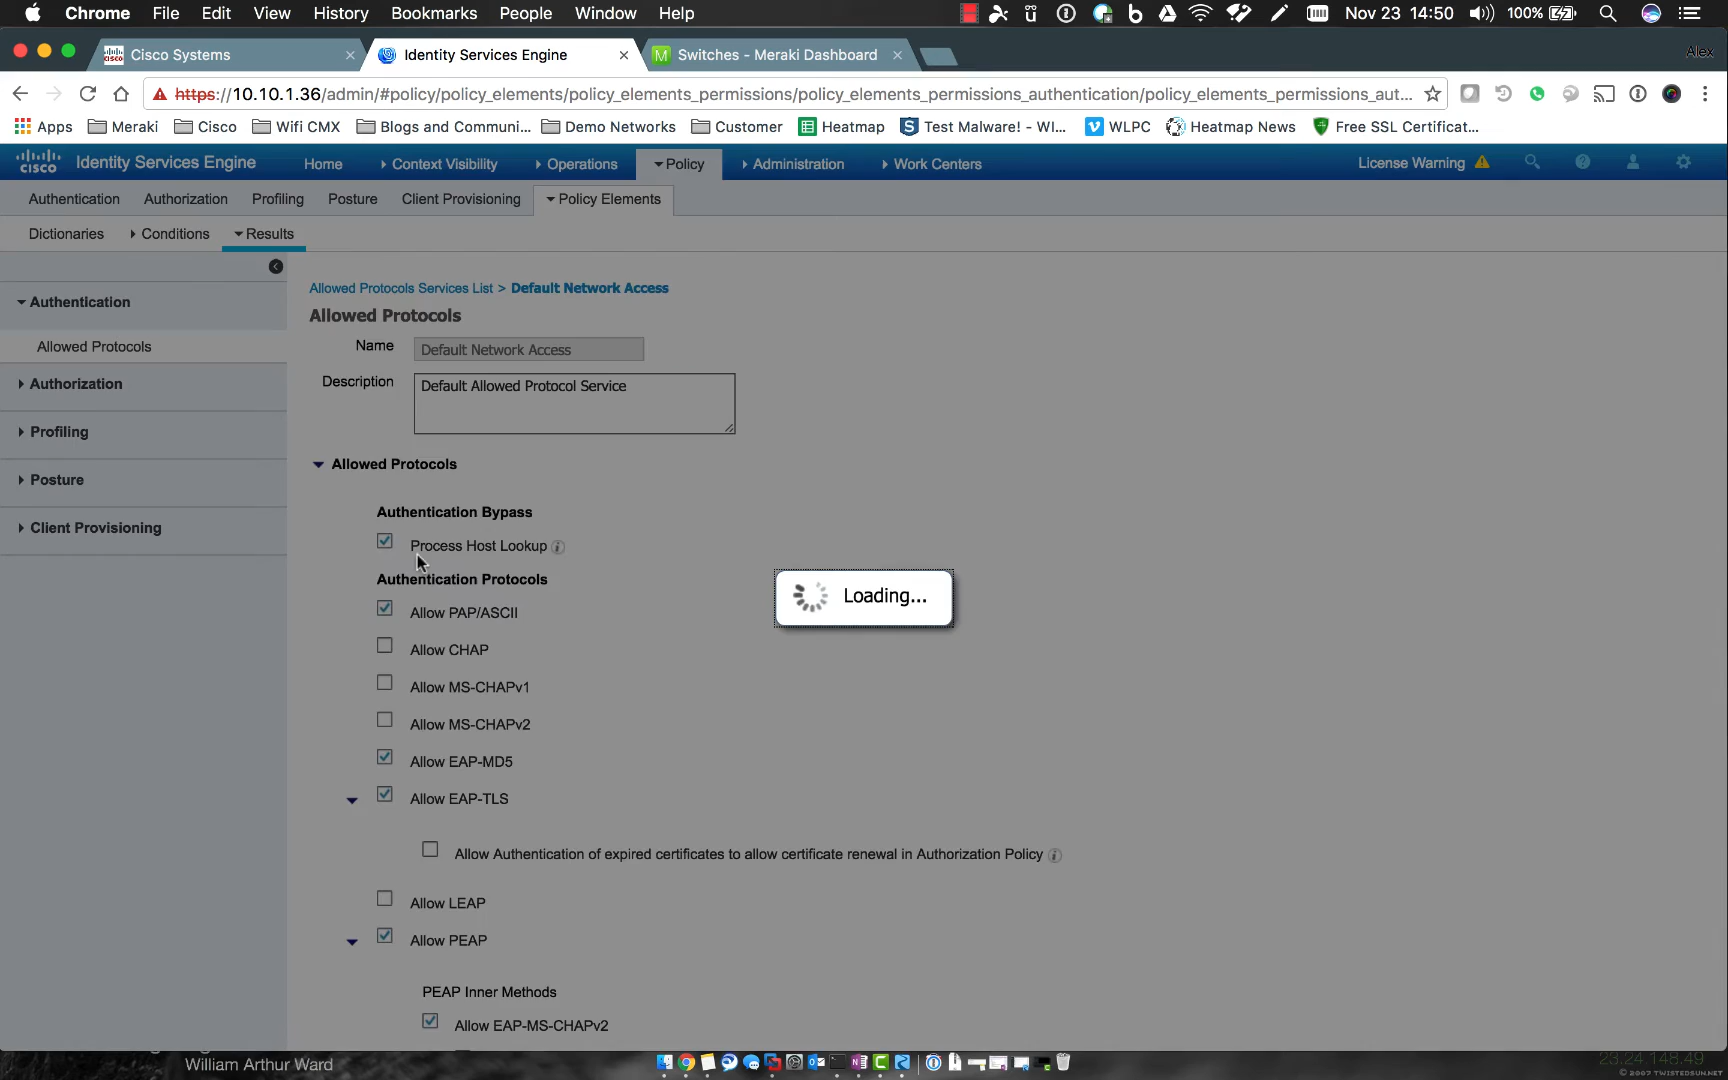 Chrome File Edit View History Bookmarks People Window Help Nov 23 14:50 100%
Cisco Systems Identity Services Engine Switches - Meraki Dashboard Alex
https://10.10.1.36/admin/#policy/policy_elements/policy_elements_permissions/policy_elements_permissions_authentication/policy_elements_permissions_aut...
Apps Meraki Cisco Wifi CMX Blogs and Communi... Demo Networks Customer Heatmap Test Malware! - WI... WLPC Heatmap News Free SSL Certificat...
CISCO Identity Services Engine Home Context Visibility Operations Policy Administration Work Centers License Warning
Authentication Authorization Profiling Posture Client Provisioning Policy Elements
Dictionaries Conditions Results
Authentication
Allowed Protocols
Authorization
Profiling
Posture
Client Provisioning
Allowed Protocols Services List > Default Network Access
Allowed Protocols
Name Default Network Access
Description Default Allowed Protocol Service
Allowed Protocols
Authentication Bypass
Process Host Lookup
Authentication Protocols
Allow PAP/ASCII
Loading...
Allow CHAP
Allow MS-CHAPv1
Allow MS-CHAPv2
Allow EAP-MD5
Allow EAP-TLS
Allow Authentication of expired certificates to allow certificate renewal in Authorization Policy
Allow LEAP
Allow PEAP
PEAP Inner Methods
Allow EAP-MS-CHAPv2
William Arthur Ward
23.24.148.49
© 2007 TWISTEDSUN.NET